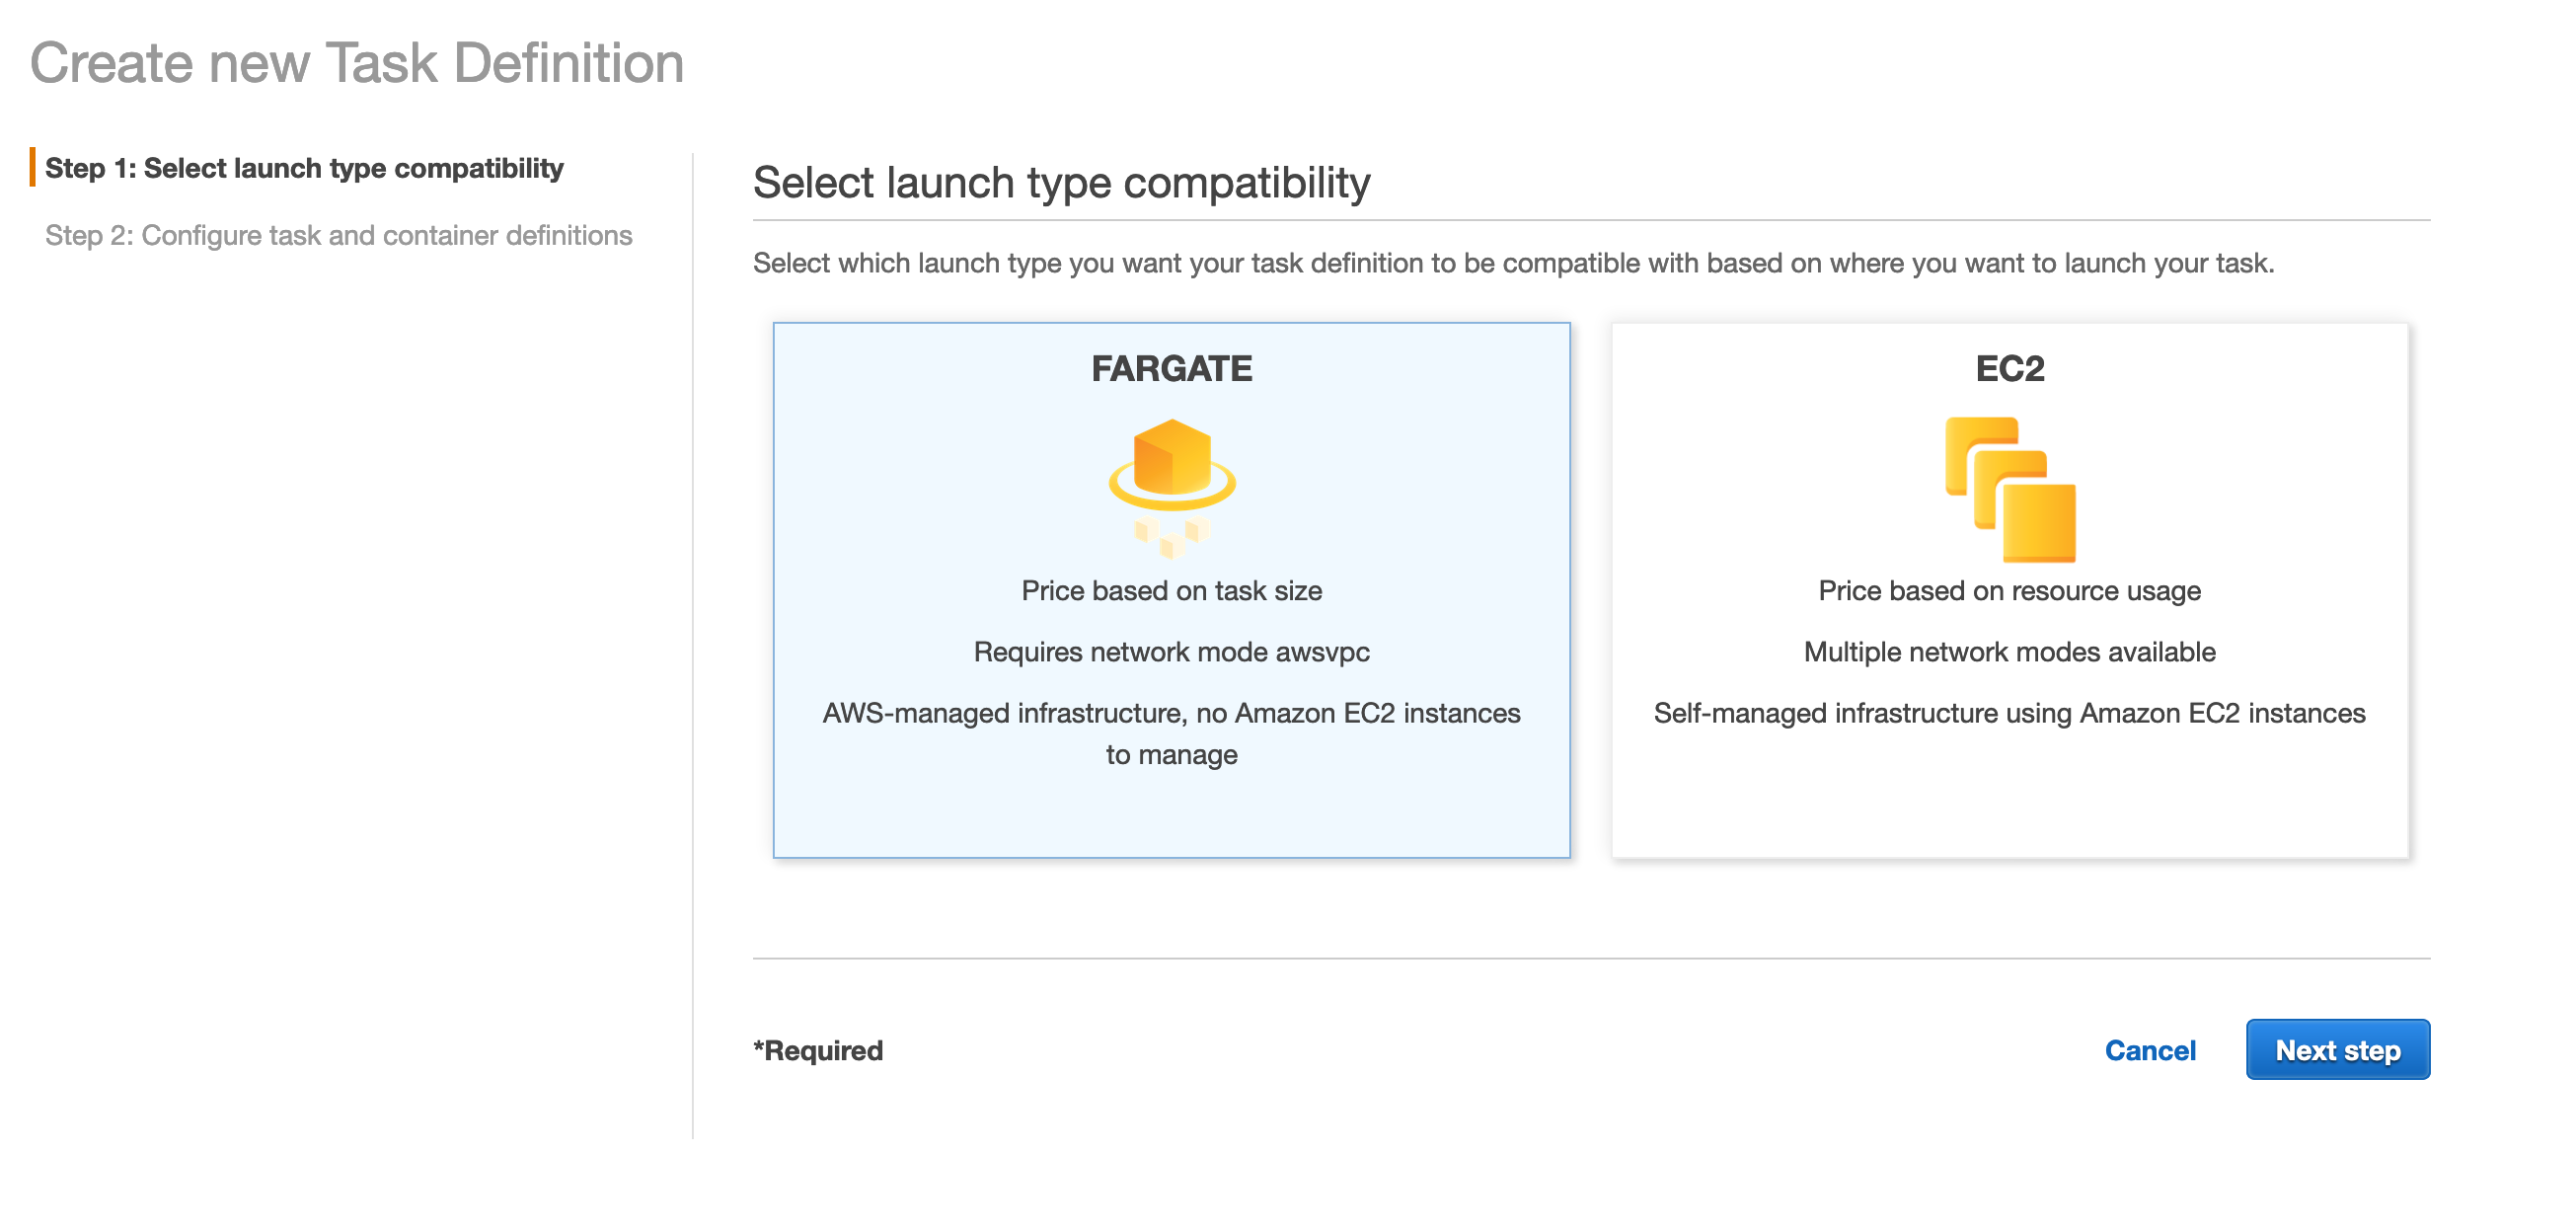 Create new Task Definition
Step 1: Select launch type compatibility
Step 2: Configure task and container definitions
Select launch type compatibility
Select which launch type you want your task definition to be compatible with based on where you want to launch your task.
FARGATE
Price based on task size
Requires network mode awsvpc
AWS-managed infrastructure, no Amazon EC2 instances
to manage
EC2
Price based on resource usage
Multiple network modes available
Self-managed infrastructure using Amazon EC2 instances
*Required
Cancel
Next step